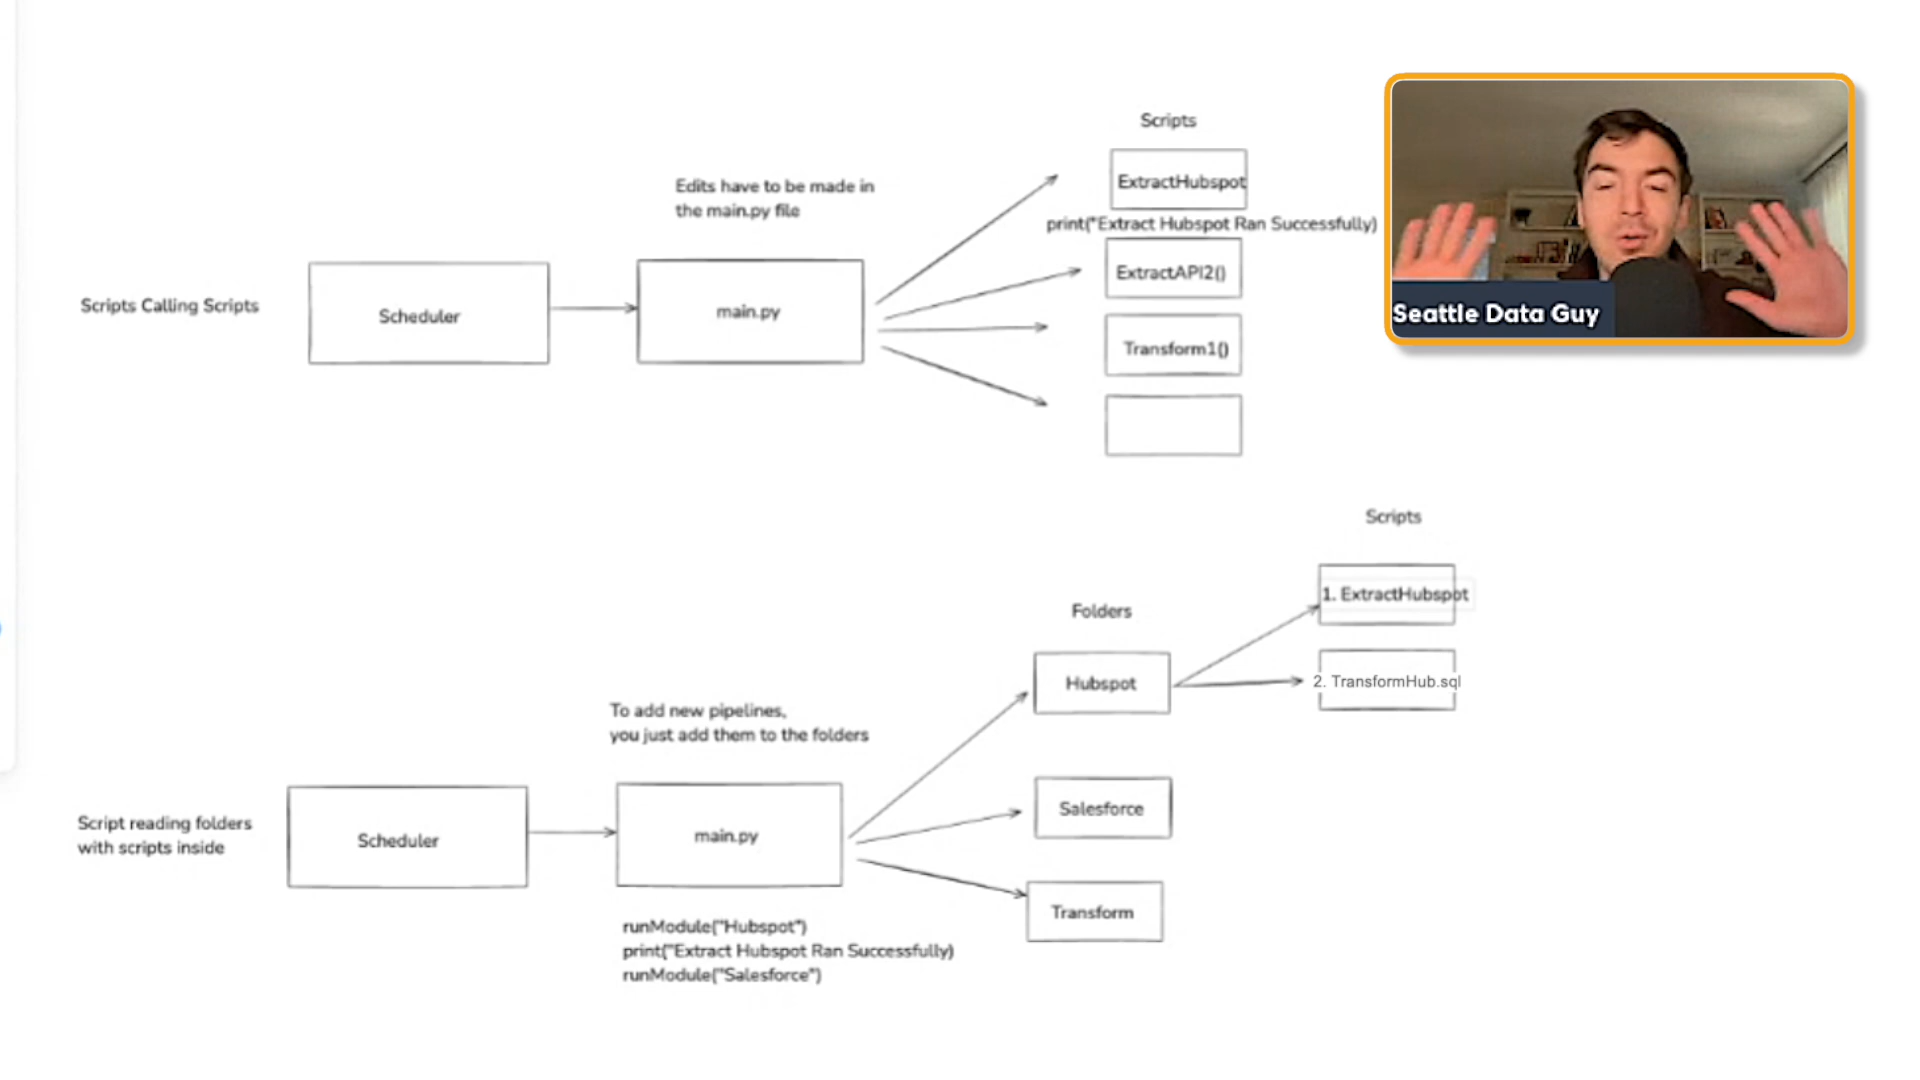 Scripts
ExtractHubspot
print("Extract Hubspot Ran Successfully)
ExtractAPI2()
Transform1()
Edits have to be made in
the main.py file
Scripts Calling Scripts
Scheduler
main.py
Seattle Data Guy
Scripts
1. ExtractHubspot
2. TransformHub.sql
Folders
Hubspot
Salesforce
Transform
To add new pipelines,
you just add them to the folders
Script reading folders
with scripts inside
Scheduler
main.py
runModule("Hubspot")
print("Extract Hubspot Ran Successfully)
runModule("Salesforce")